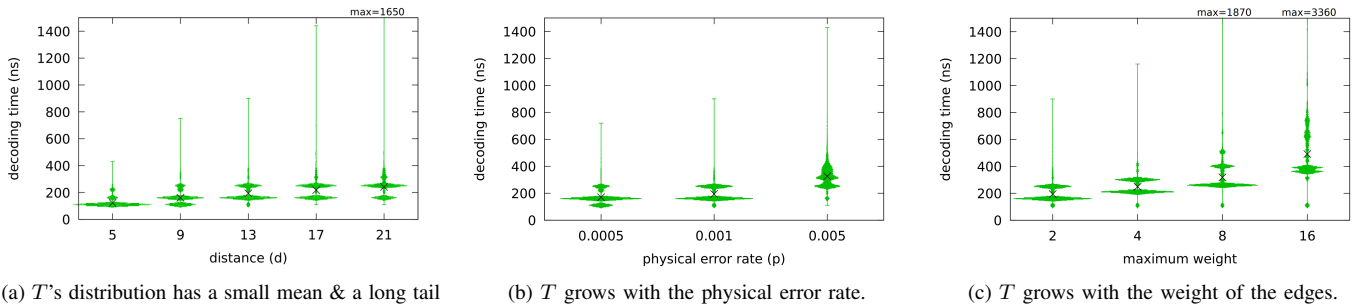 max=1650
1400
1200
1000
800
600
400
200
0
decoding time (ns)
5 9 13 17 21
distance (d)
(a) T's distribution has a small mean & a long tail
1400
1200
1000
800
600
400
200
0
decoding time (ns)
0.0005 0.001 0.005
physical error rate (p)
(b) T grows with the physical error rate.
max=1870 max=3360
1400
1200
1000
800
600
400
200
0
decoding time (ns)
2 4 8 16
maximum weight
(c) T grows with the weight of the edges.